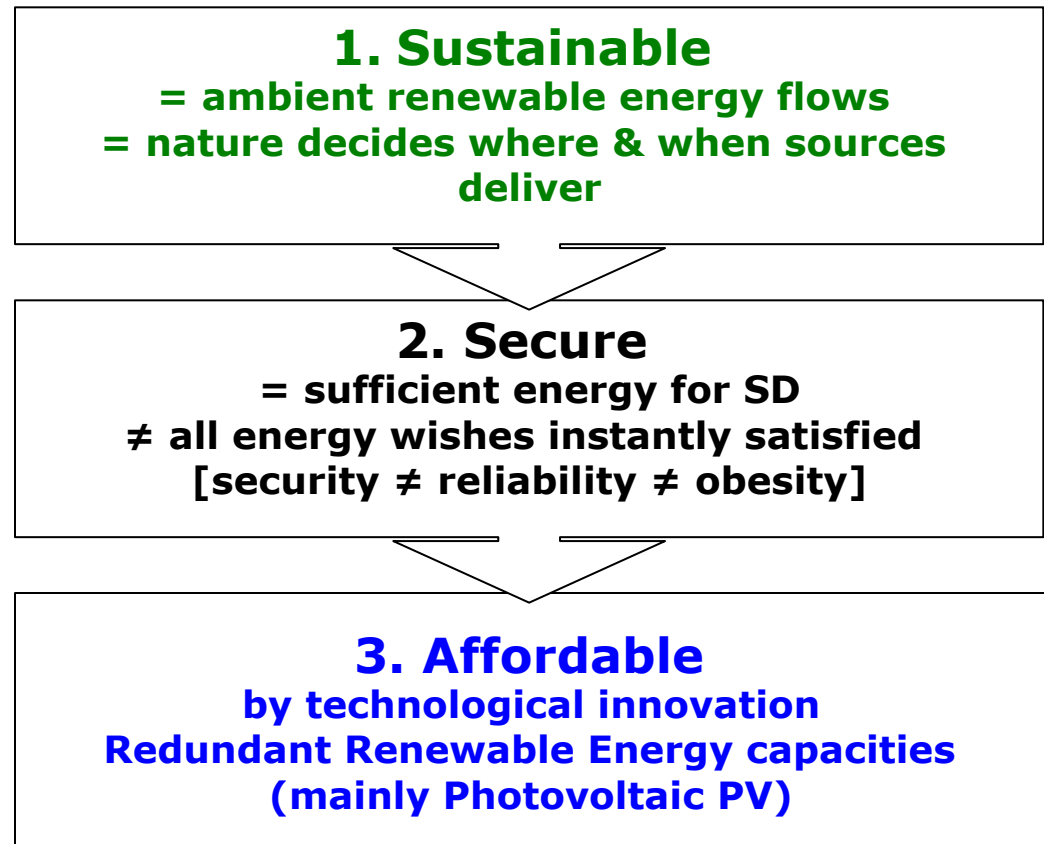 1. Sustainable
= ambient renewable energy flows
= nature decides where & when sources
deliver
2. Secure
= sufficient energy for SD
≠ all energy wishes instantly satisfied
[security ≠ reliability ≠ obesity]
3. Affordable
by technological innovation
Redundant Renewable Energy capacities
(mainly Photovoltaic PV)